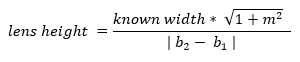 lens height = known width * √1 + m² / | b₂ − b₁ |